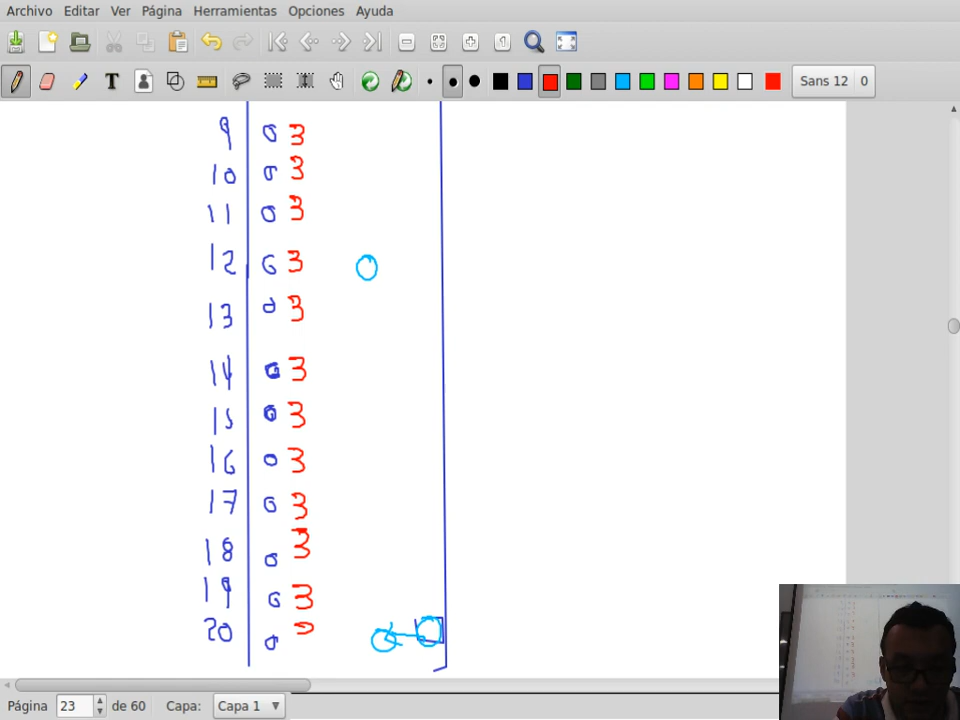 Archivo Editar Ver Página Herramientas Opciones Ayuda
T Sans 12 0
9 0 3
10 0 3
11 0 3
12 0 3
13 0 3
14 0 3
15 0 3
16 0 3
17 0 3
18 0 3
19 0 3
20 0
Página 23 de 60 Capa: Capa 1